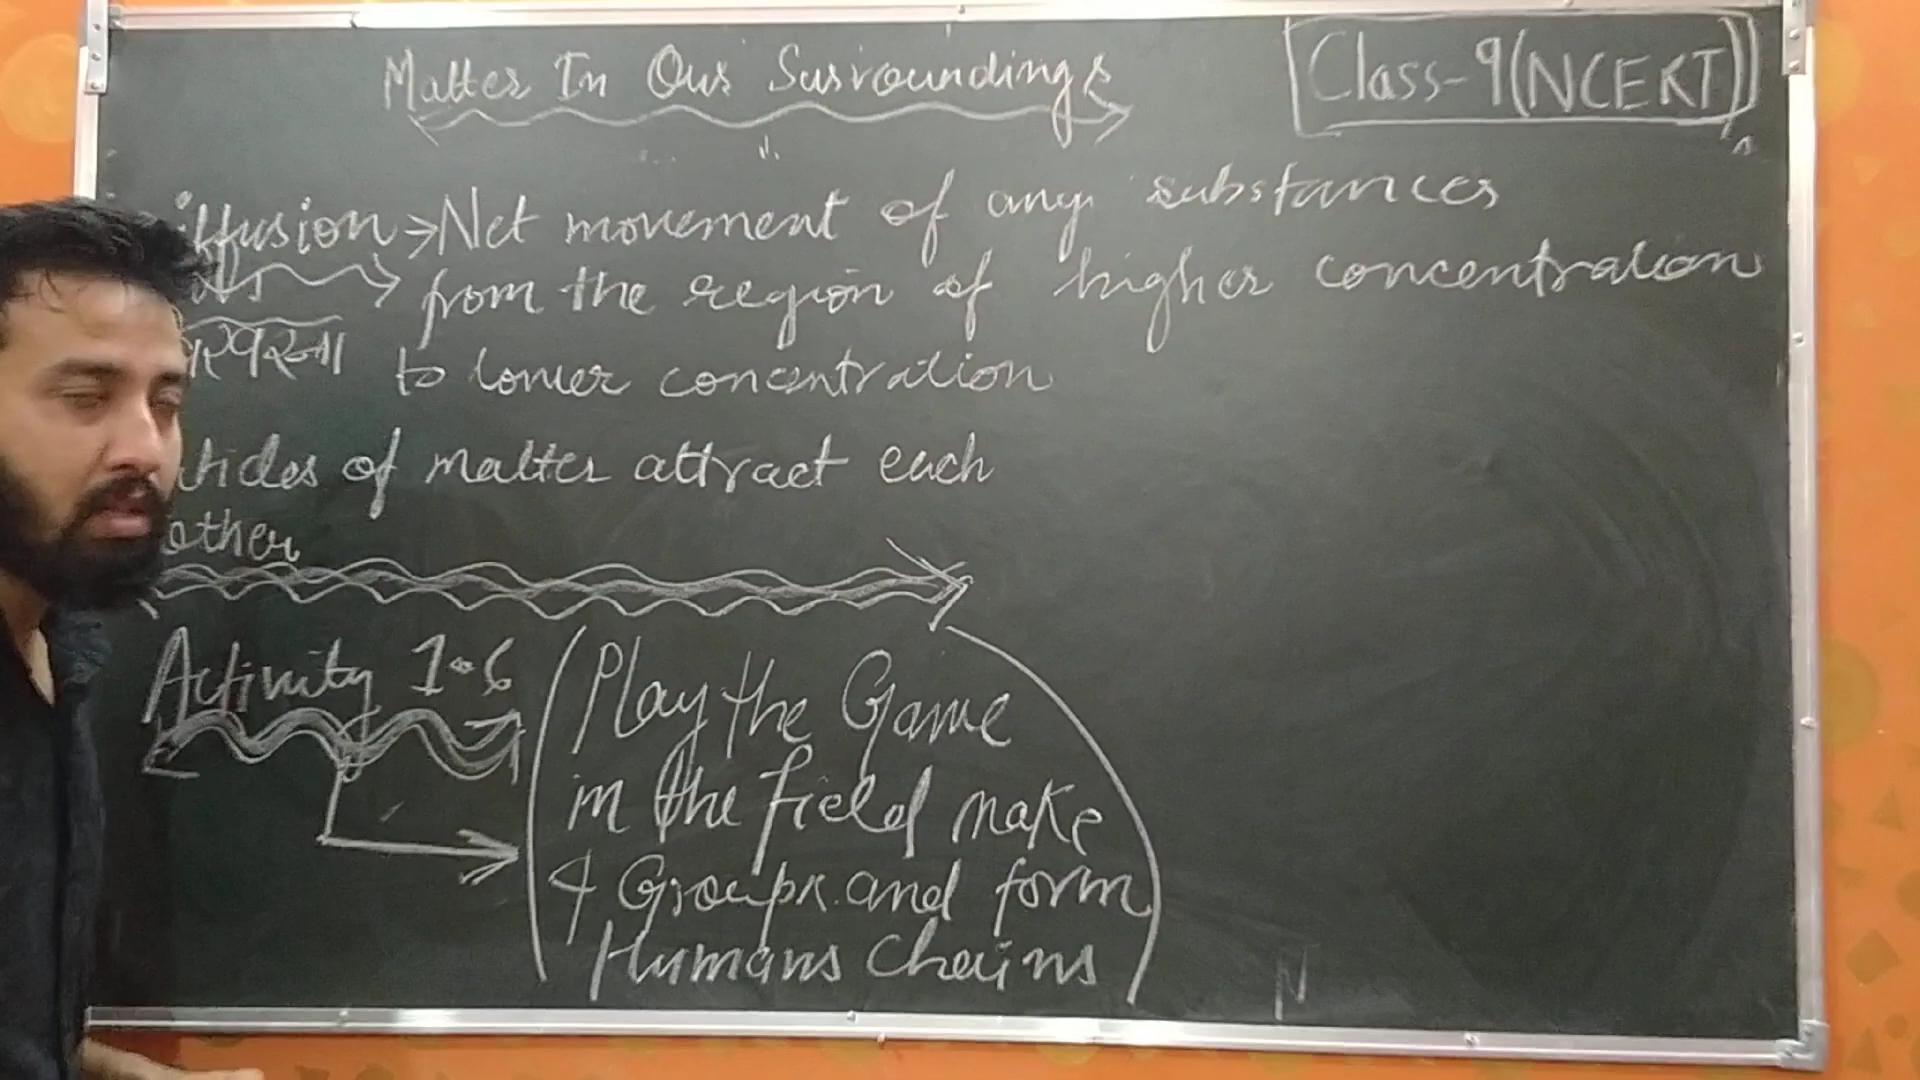 Matter In Our Surroundings
Class-9(NCERT)
iffusion → Net movement of any substances
from the region of higher concentration
to lower concentration
ticles of matter attract each
other
Activity 1.6
Play the Game
in the field make
4 Groups and form
Humans Chains
N